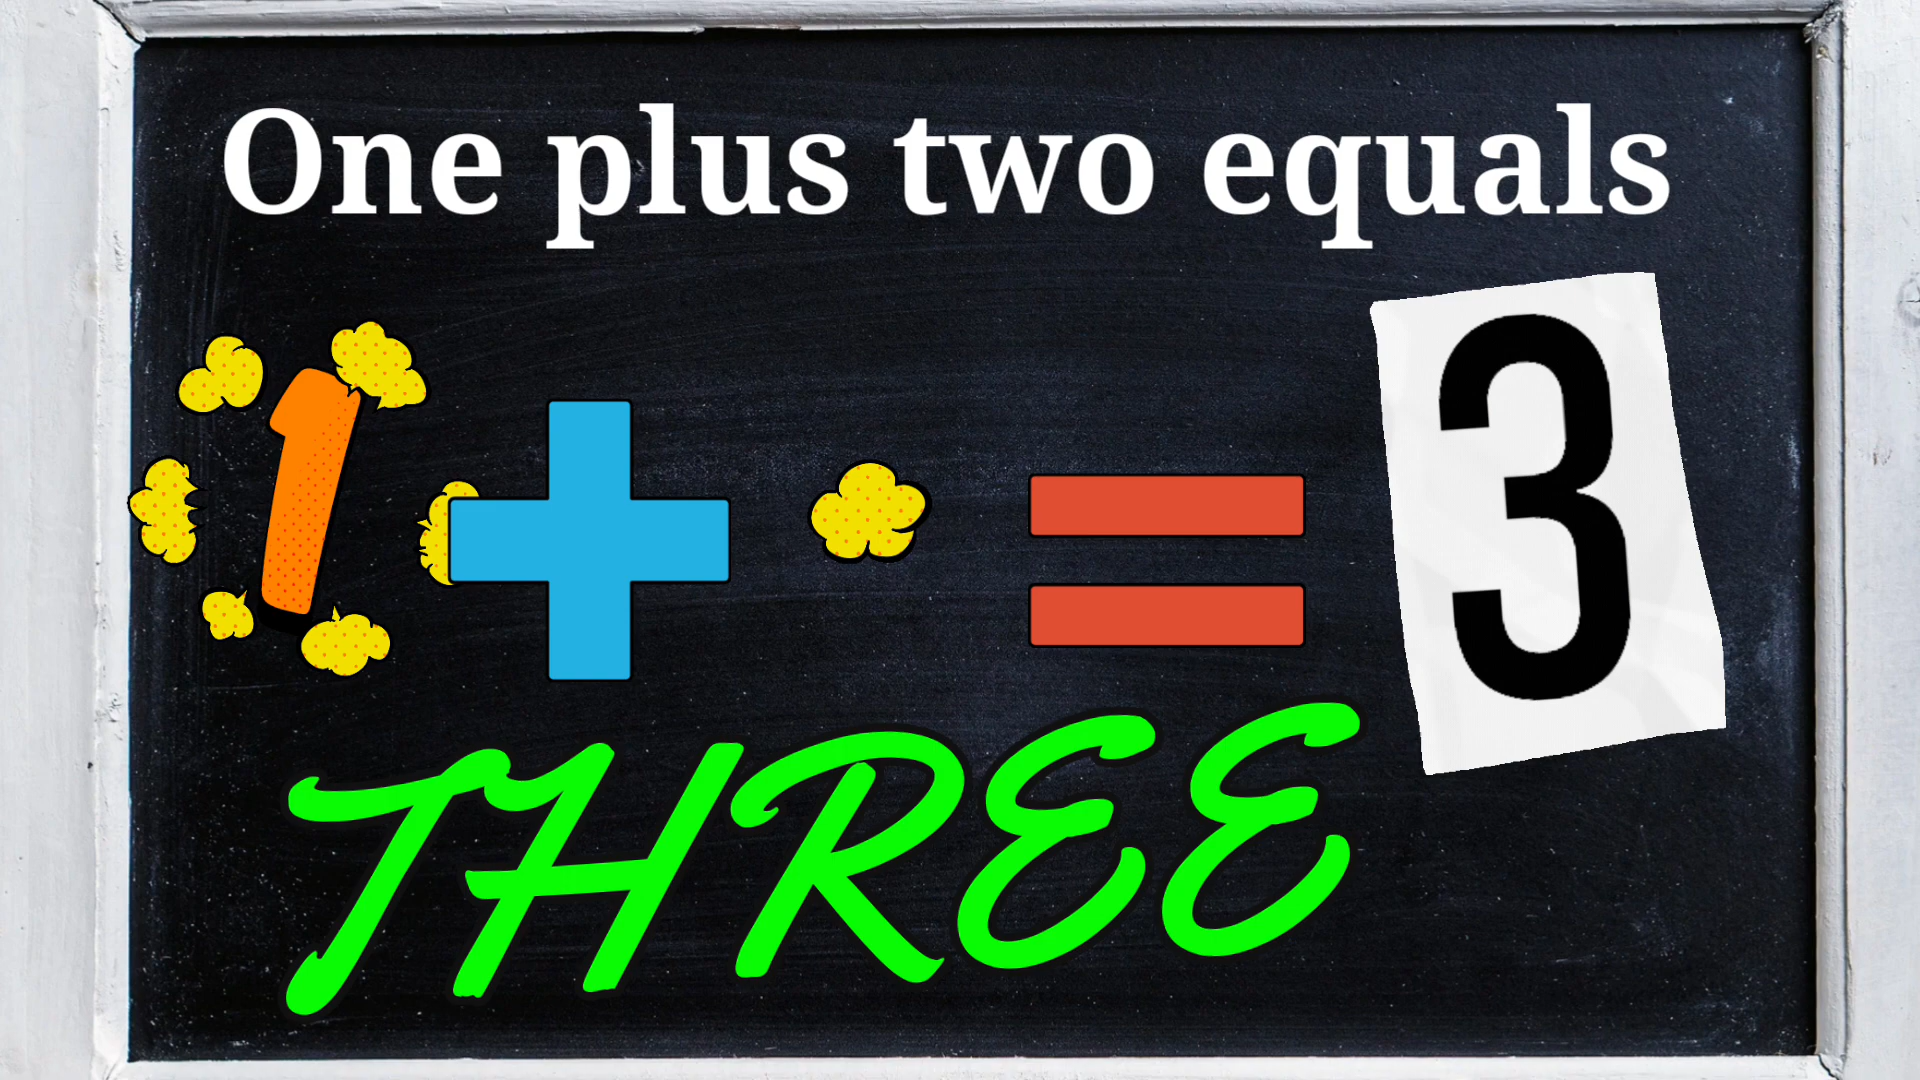 One plus two equals
1 + = 3
THREE